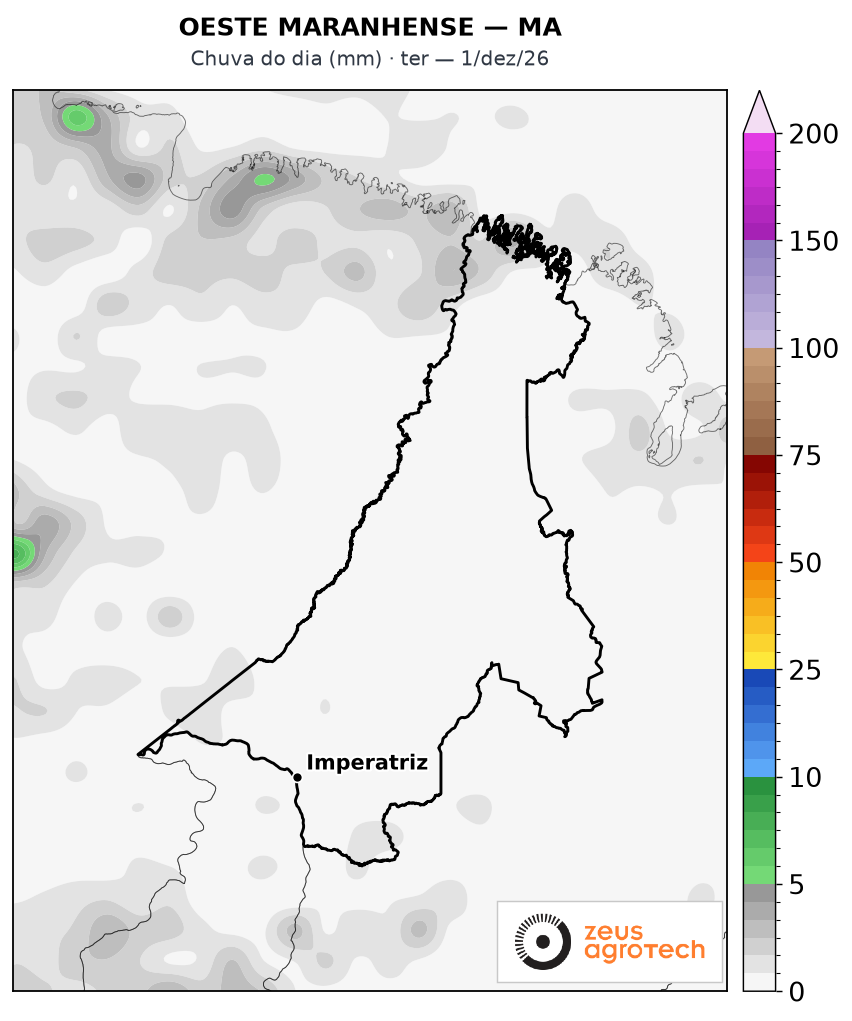 OESTE MARANHENSE — MA
Chuva do dia (mm) · ter — 1/dez/26
200
150
100
75
50
25
10
5
0
Imperatriz
zeus
agrotech